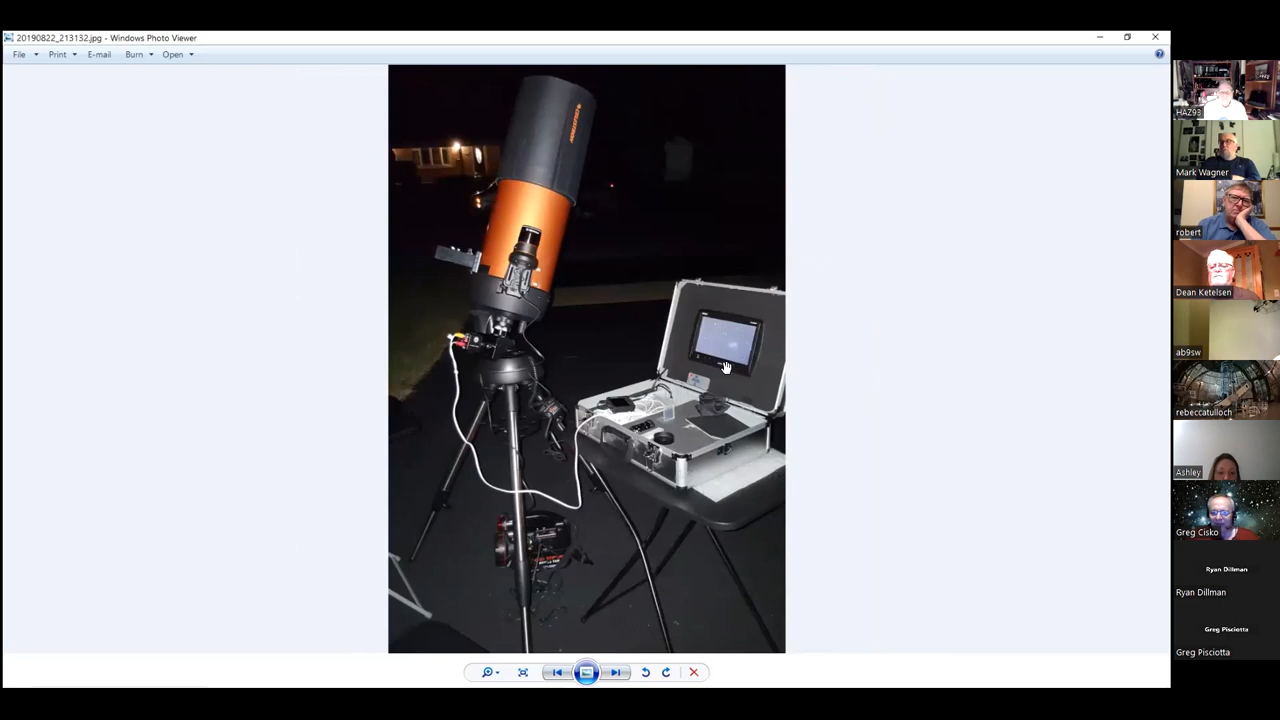 20190822_213132.jpg - Windows Photo Viewer
File Print E-mail Burn Open
CELESTRON
HAZ93
Mark Wagner
robert
Dean Ketelsen
ab9sw
rebeccatulloch
Ashley
Greg Cisko
Ryan Dillman
Ryan Dillman
Greg Pisciotta
Greg Pisciotta